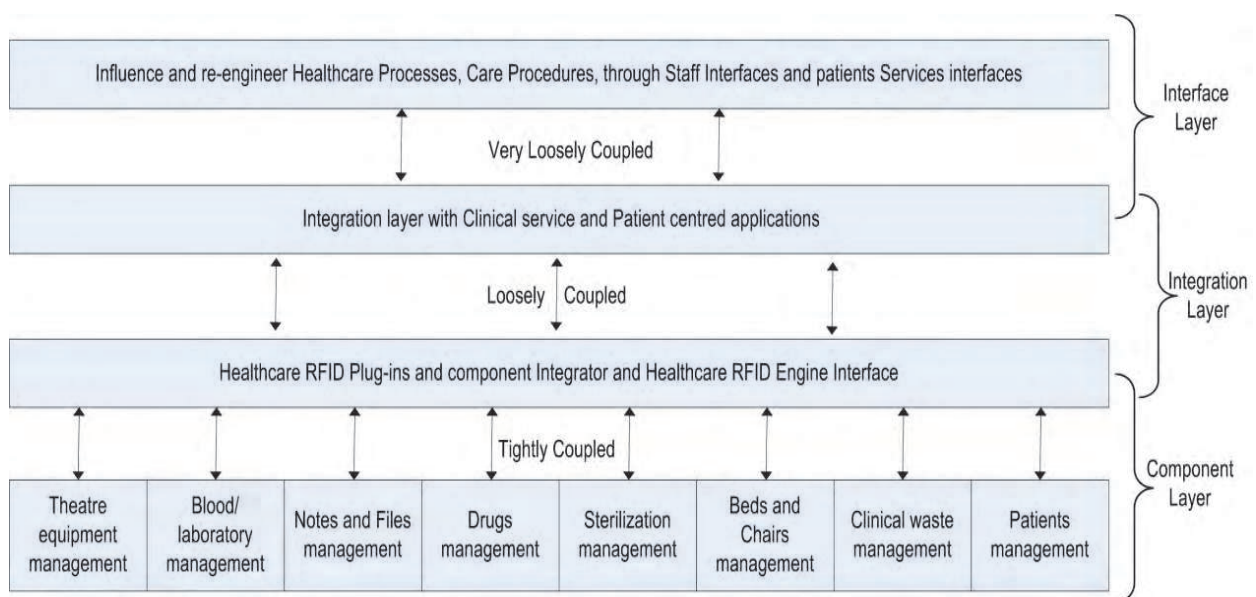 Influence and re-engineer Healthcare Processes, Care Procedures, through Staff Interfaces and patients Services interfaces
Interface
Layer
Very Loosely Coupled
Integration layer with Clinical service and Patient centred applications
Loosely Coupled
Integration
Layer
Healthcare RFID Plug-ins and component Integrator and Healthcare RFID Engine Interface
Tightly Coupled
Component
Layer
Theatre
equipment
management
Blood/
laboratory
management
Notes and Files
management
Drugs
management
Sterilization
management
Beds and
Chairs
management
Clinical waste
management
Patients
management